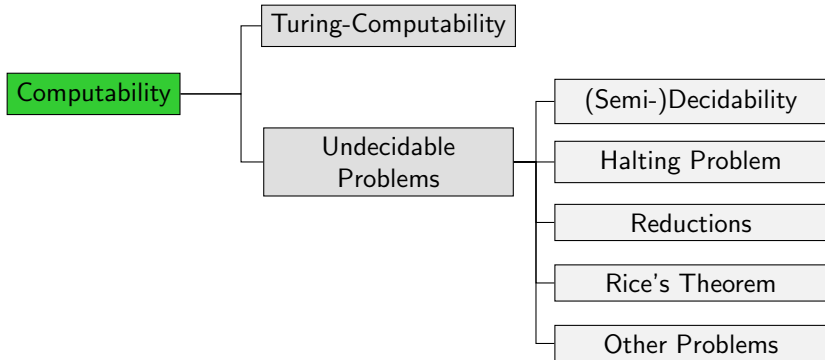 Turing-Computability
Computability
Undecidable
Problems
(Semi-)Decidability
Halting Problem
Reductions
Rice's Theorem
Other Problems